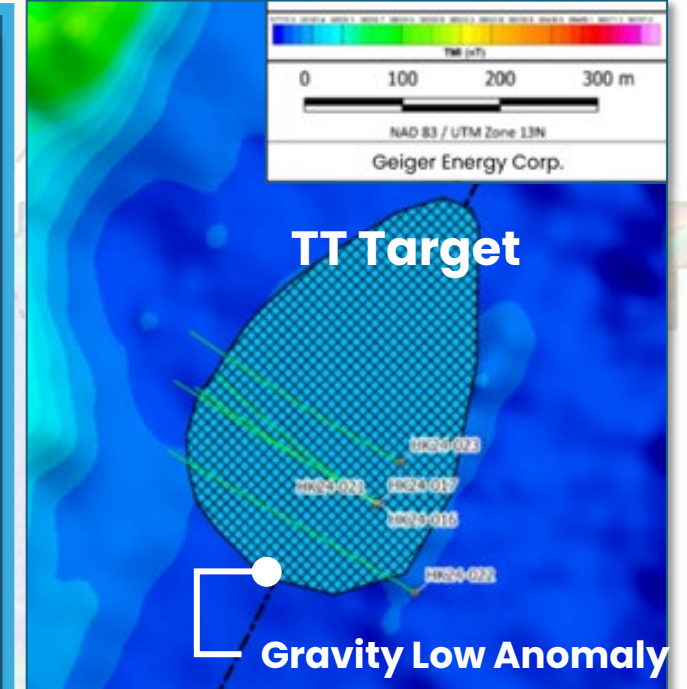 TMI (nT)
0 100 200 300 m
NAD 83 / UTM Zone 13N
Geiger Energy Corp.
TT Target
HK24-023
HK24-021 HK24-017
HK24-016
HK24-022
Gravity Low Anomaly